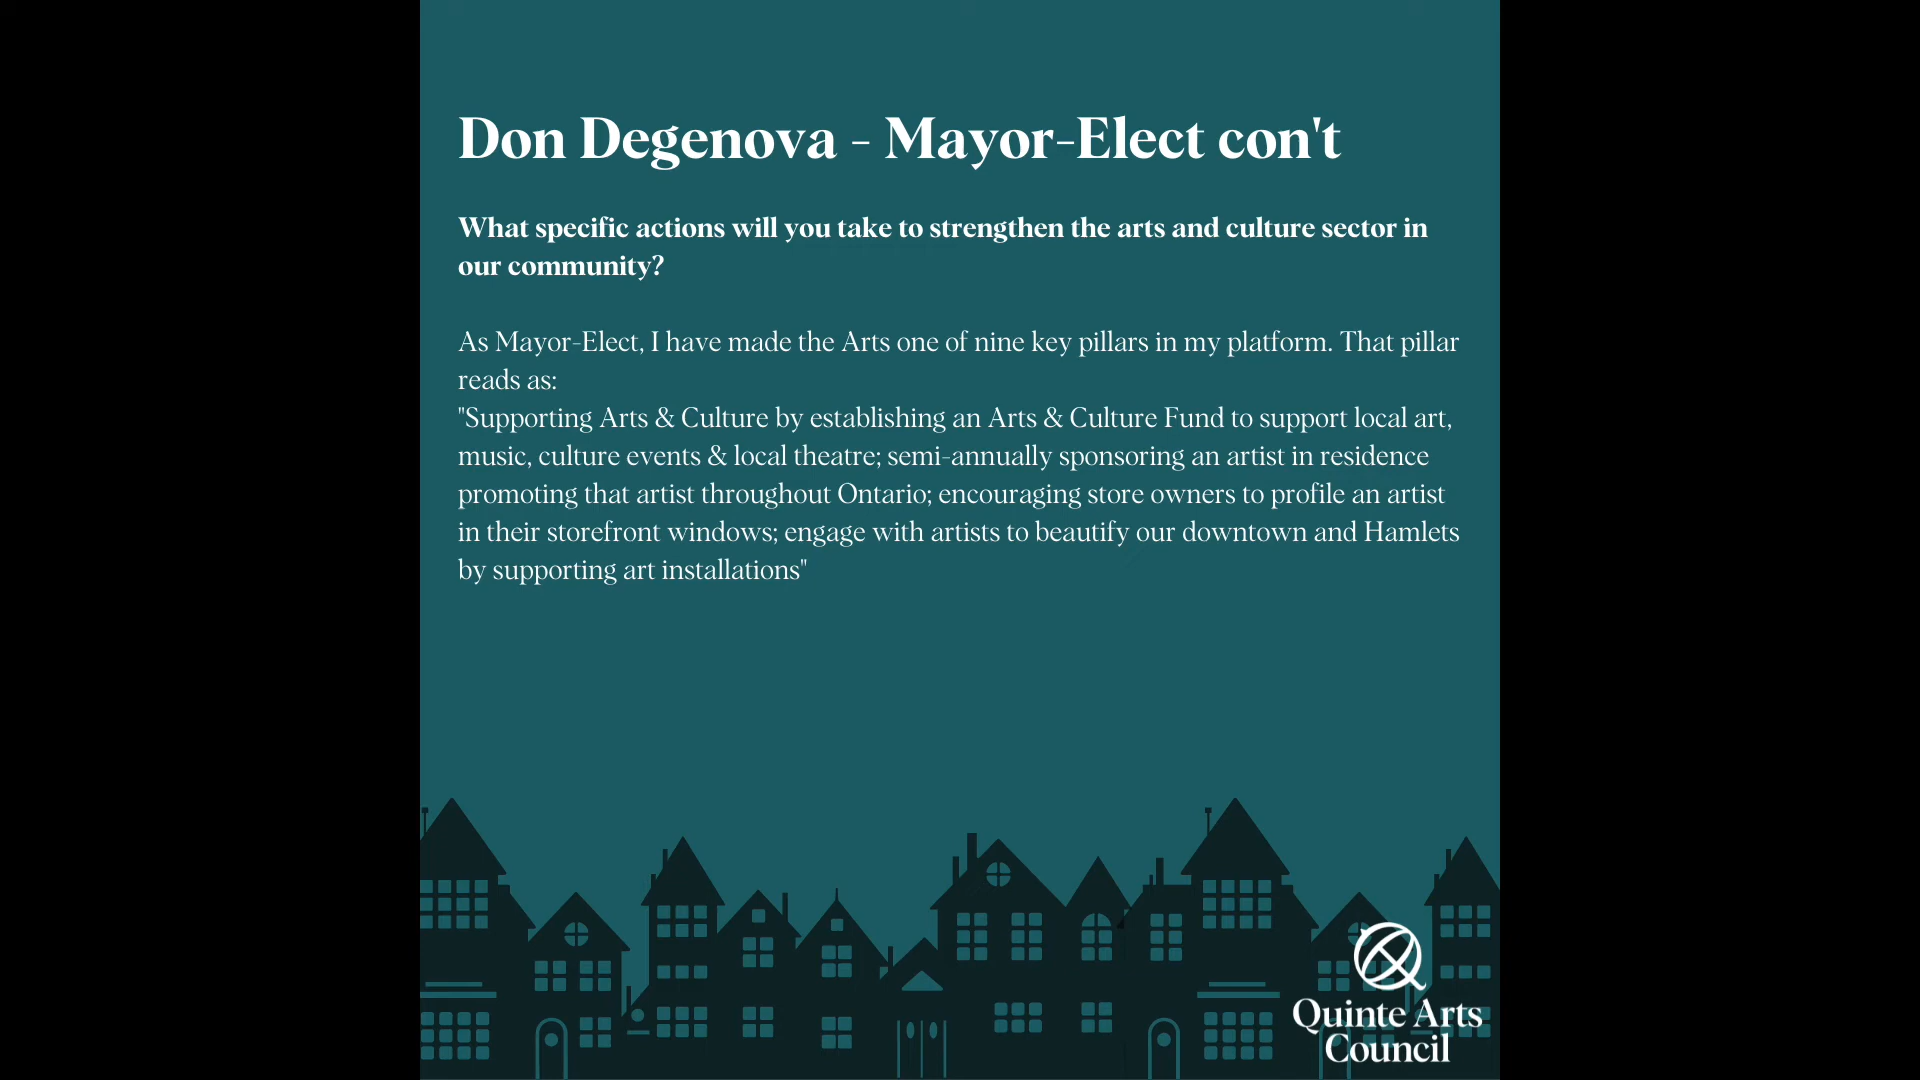 Don Degenova - Mayor-Elect con't
What specific actions will you take to strengthen the arts and culture sector in
our community?
As Mayor-Elect, I have made the Arts one of nine key pillars in my platform. That pillar
reads as:
"Supporting Arts & Culture by establishing an Arts & Culture Fund to support local art,
music, culture events & local theatre; semi-annually sponsoring an artist in residence
promoting that artist throughout Ontario; encouraging store owners to profile an artist
in their storefront windows; engage with artists to beautify our downtown and Hamlets
by supporting art installations"
Quinte Arts
Council